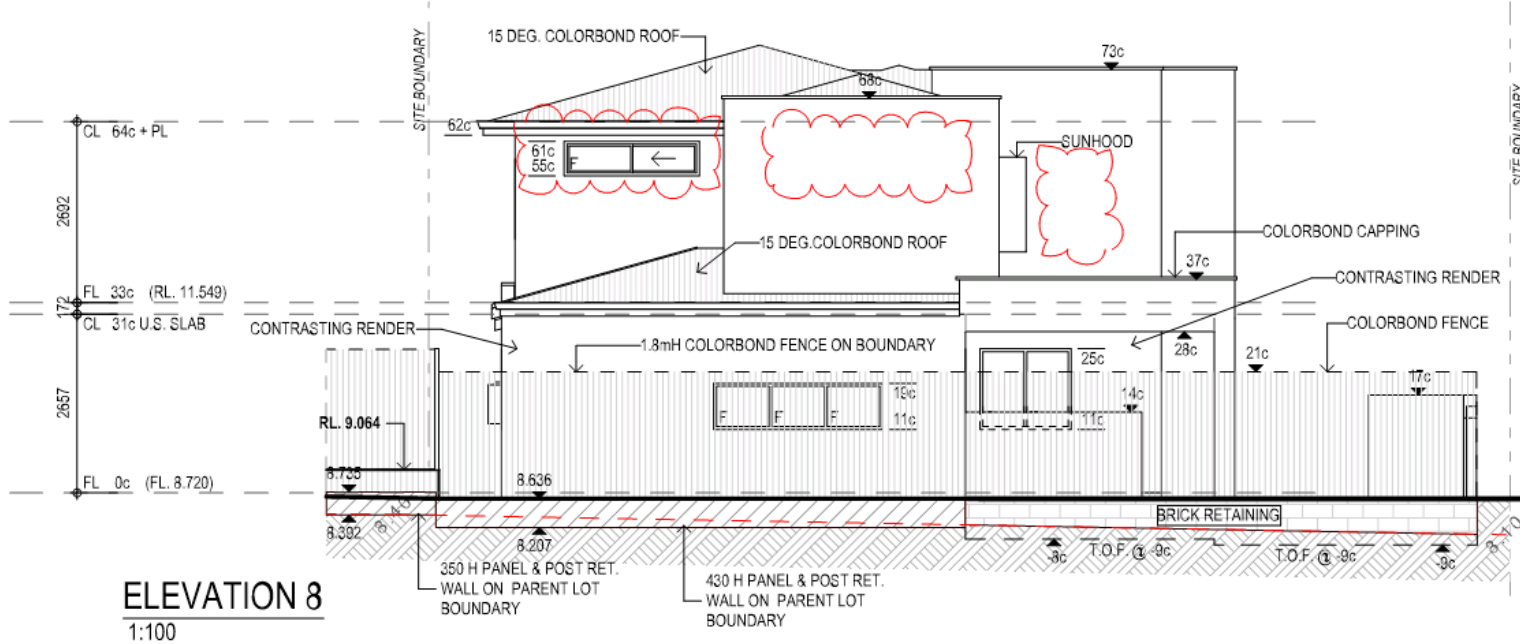 15 DEG. COLORBOND ROOF
SITE BOUNDARY
73c
68c
CL 64c + PL
62c
61c
55c
F
SUNHOOD
SITE BOUNDARY
2692
15 DEG.COLORBOND ROOF
COLORBOND CAPPING
37c
CONTRASTING RENDER
FL 33c (RL. 11.549)
172
CL 31c U.S. SLAB
CONTRASTING RENDER
1.8mH COLORBOND FENCE ON BOUNDARY
28c
COLORBOND FENCE
25c
21c
17c
2657
19c
14c
11c
11c
F F F
RL. 9.064
8.735
8.636
FL 0c (FL. 8.720)
BRICK RETAINING
8.392
8.207
-8c
T.O.F. @ -9c
T.O.F. @ -9c
-9c
350 H PANEL & POST RET.
WALL ON PARENT LOT
BOUNDARY
430 H PANEL & POST RET.
WALL ON PARENT LOT
BOUNDARY
ELEVATION 8
1:100